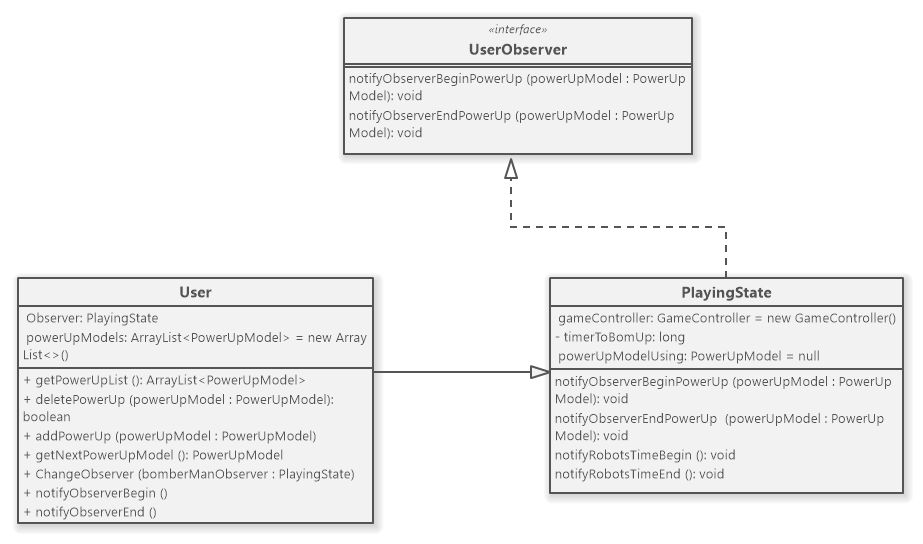 «interface»
UserObserver
notifyObserverBeginPowerUp (powerUpModel : PowerUp
Model): void
notifyObserverEndPowerUp (powerUpModel : PowerUp
Model): void
User
Observer: PlayingState
powerUpModels: ArrayList<PowerUpModel> = new Array
List<>()
+ getPowerUpList (): ArrayList<PowerUpModel>
+ deletePowerUp (powerUpModel : PowerUpModel):
boolean
+ addPowerUp (powerUpModel : PowerUpModel)
+ getNextPowerUpModel (): PowerUpModel
+ ChangeObserver (bomberManObserver : PlayingState)
+ notifyObserverBegin ()
+ notifyObserverEnd ()
PlayingState
gameController: GameController = new GameController()
- timerToBomUp: long
powerUpModelUsing: PowerUpModel = null
notifyObserverBeginPowerUp (powerUpModel : PowerUp
Model): void
notifyObserverEndPowerUp (powerUpModel : PowerUp
Model): void
notifyRobotsTimeBegin (): void
notifyRobotsTimeEnd (): void